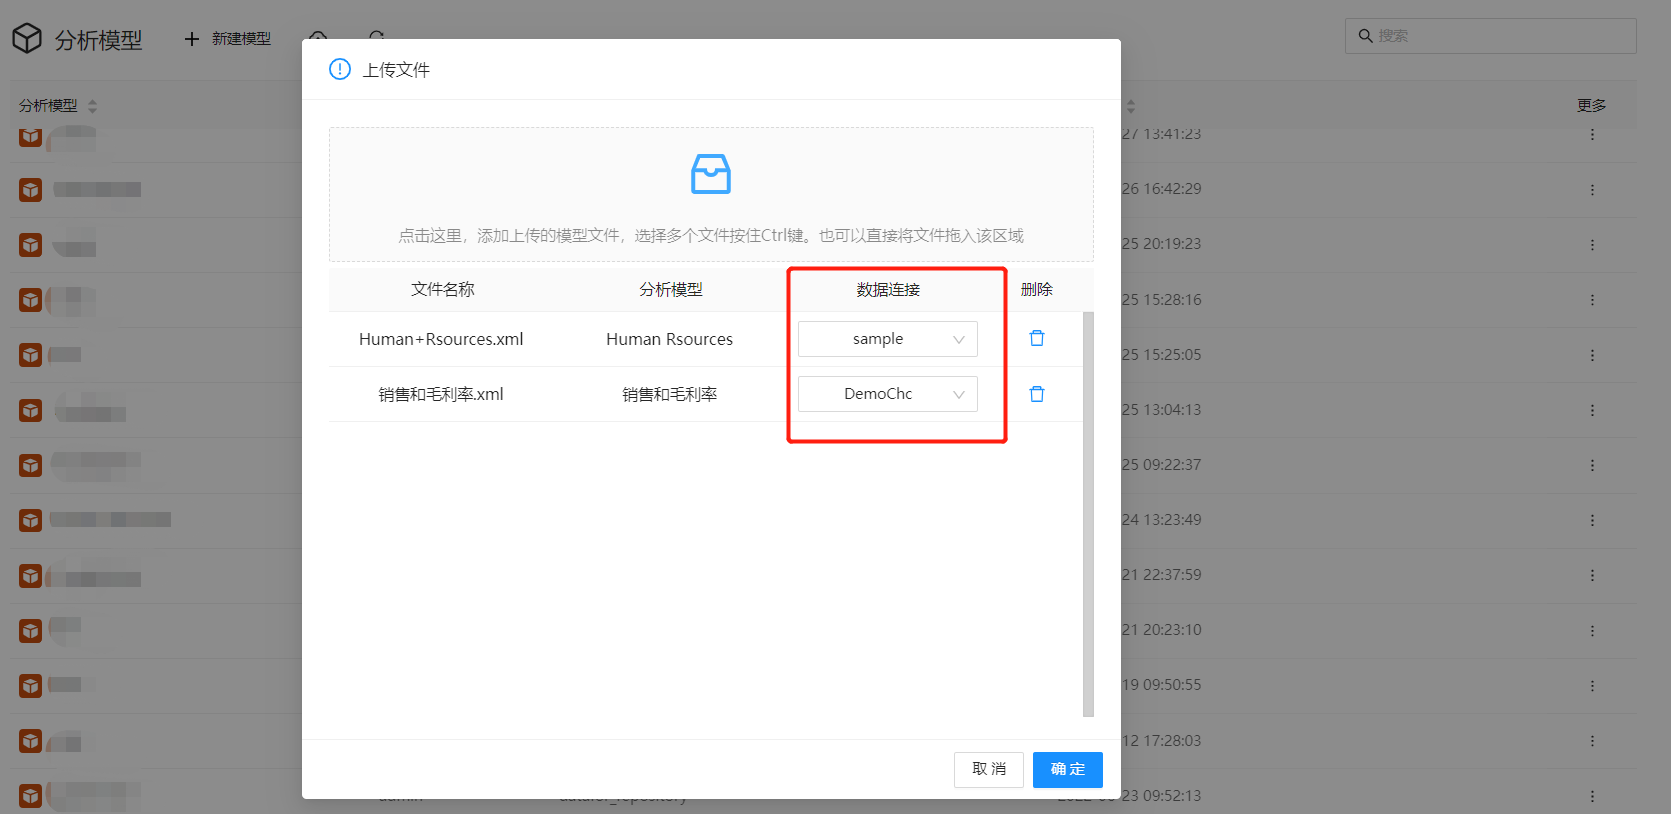 分析模型
新建模型
搜索
上传文件
分析模型
更多
点击这里，添加上传的模型文件，选择多个文件按住Ctrl键。也可以直接将文件拖入该区域
文件名称 分析模型 数据连接 删除
Human+Rsources.xml Human Rsources sample
销售和毛利率.xml 销售和毛利率 DemoChc
27 13:41:23
26 16:42:29
25 20:19:23
25 15:28:16
25 15:25:05
25 13:04:13
25 09:22:37
24 13:23:49
21 22:37:59
21 20:23:10
19 09:50:55
12 17:28:03
23 09:52:13
取消 确定